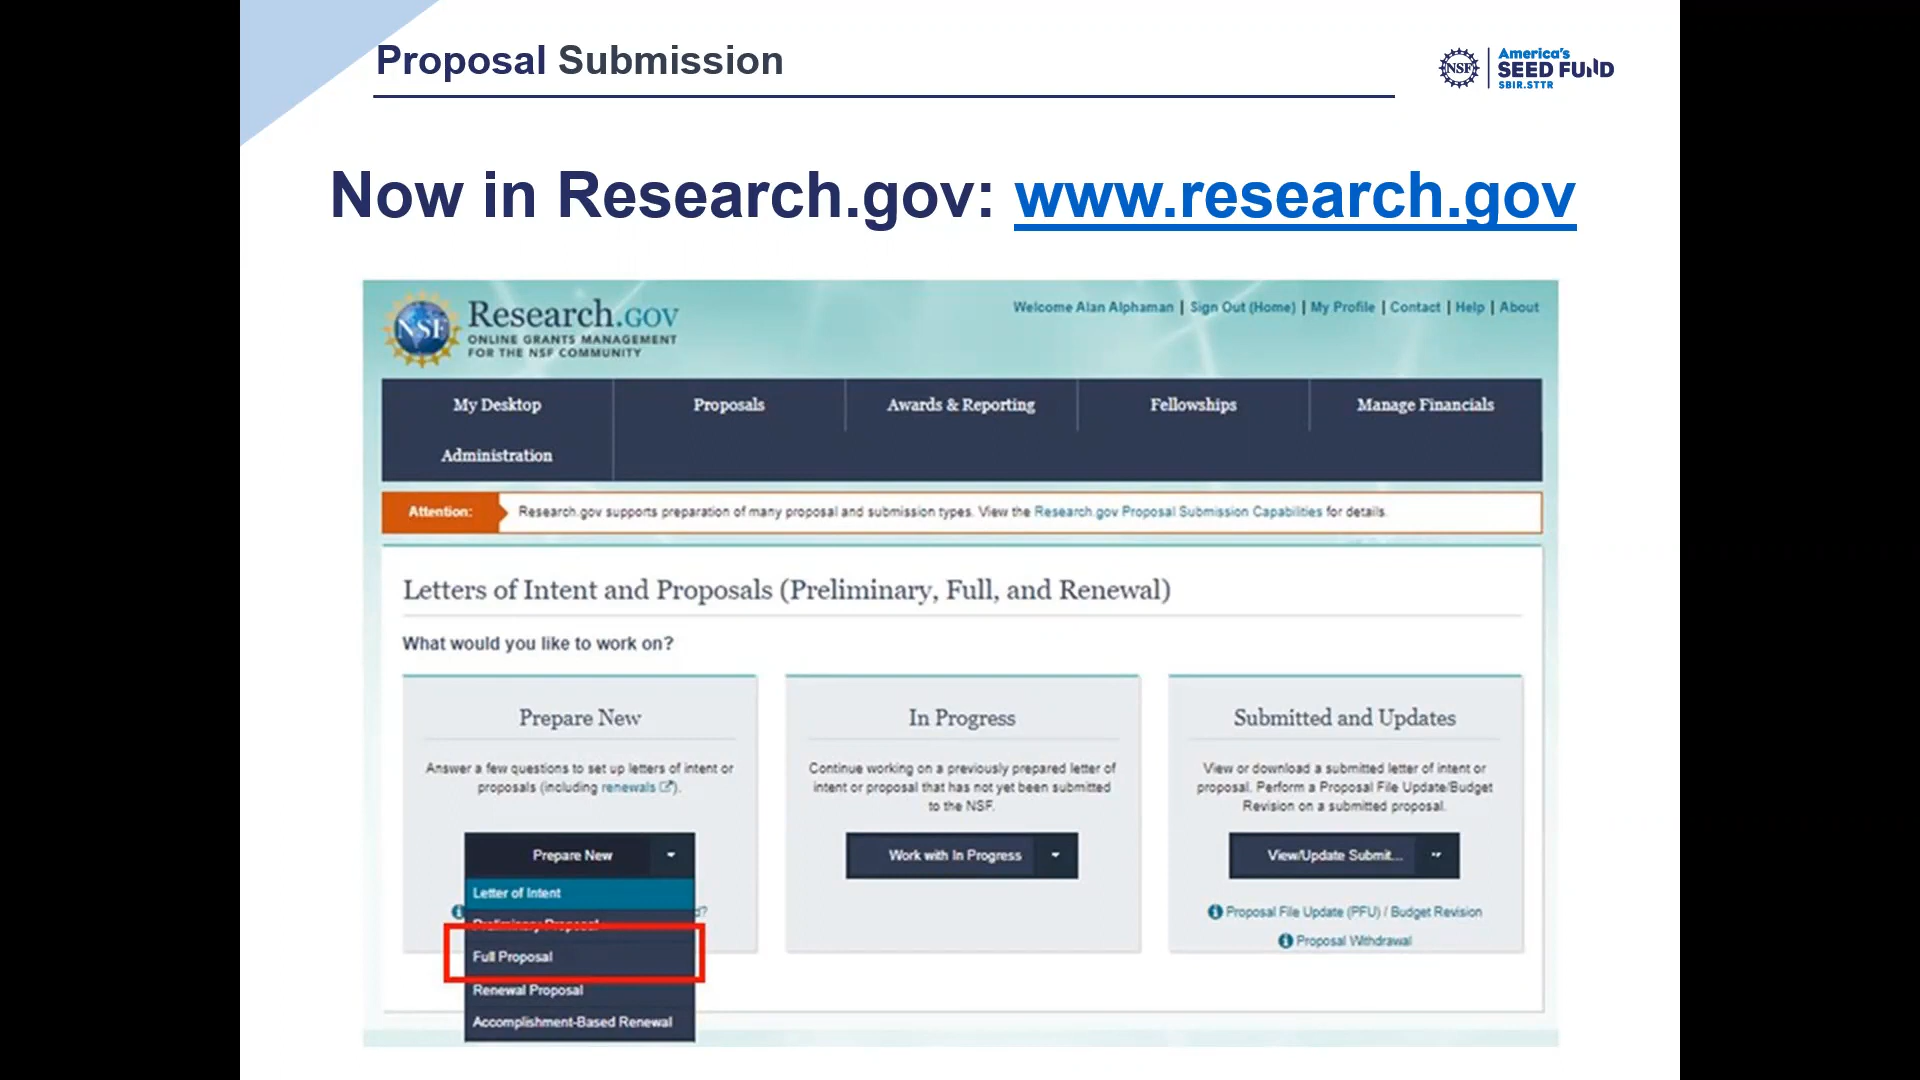 Proposal Submission
NSF
America's
SEED FUND
SBIR.STTR
Now in Research.gov: www.research.gov
NSF
Research.GOV
ONLINE GRANTS MANAGEMENT
FOR THE NSF COMMUNITY
Welcome Alan Alphaman | Sign Out (Home) | My Profile | Contact | Help | About
My Desktop
Proposals
Awards & Reporting
Fellowships
Manage Financials
Administration
Attention:
Research.gov supports preparation of many proposal and submission types. View the Research.gov Proposal Submission Capabilities for details.
Letters of Intent and Proposals (Preliminary, Full, and Renewal)
What would you like to work on?
Prepare New
Answer a few questions to set up letters of intent or
proposals (including renewals).
Prepare New
Letter of Intent
Preliminary Proposal
Full Proposal
Renewal Proposal
Accomplishment-Based Renewal
In Progress
Continue working on a previously prepared letter of
intent or proposal that has not yet been submitted
to the NSF.
Work with In Progress
Submitted and Updates
View or download a submitted letter of intent or
proposal. Perform a Proposal File Update/Budget
Revision on a submitted proposal.
View/Update Submit...
Proposal File Update (PFU) / Budget Revision
Proposal Withdrawal